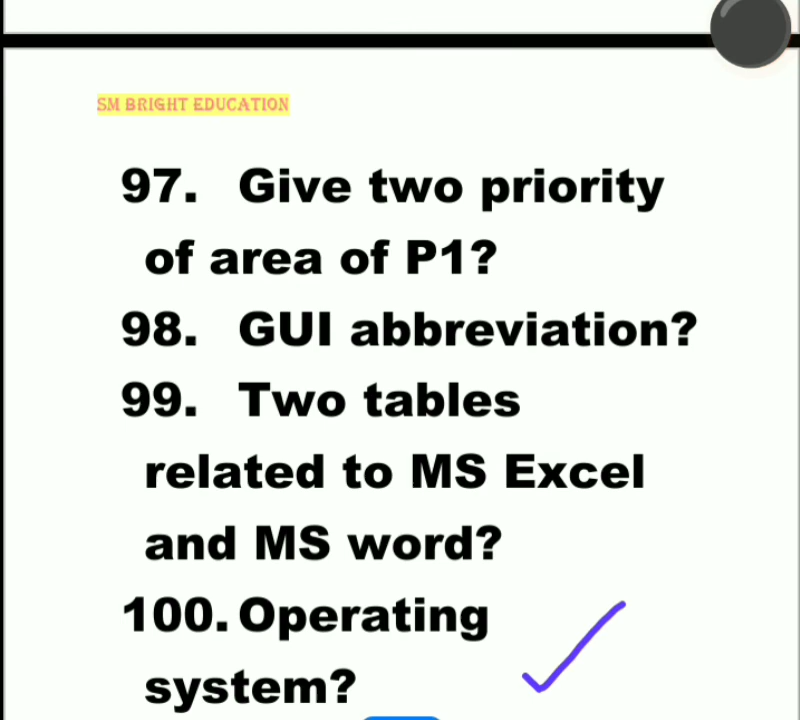 SM BRIGHT EDUCATION
97. Give two priority
of area of P1?
98. GUI abbreviation?
99. Two tables
related to MS Excel
and MS word?
100. Operating
system?